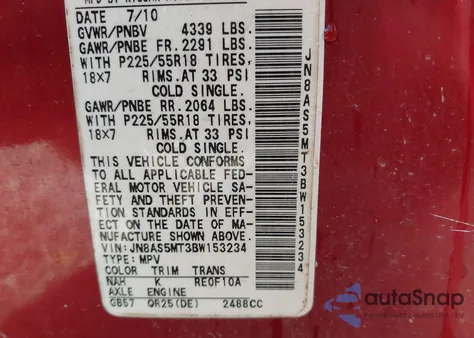 DATE 7/10
GVWR/PNBV 4339 LBS.
GAWR/PNBE FR. 2291 LBS.
WITH P225/55R18 TIRES,
18x7 RIMS.AT 33 PSI
COLD SINGLE.
GAWR/PNBE RR. 2064 LBS.
WITH P225/55R18 TIRES,
18x7 RIMS.AT 33 PSI
COLD SINGLE.
THIS VEHICLE CONFORMS
TO ALL APPLICABLE FED-
ERAL MOTOR VEHICLE SA-
FETY AND THEFT PREVEN-
TION STANDARDS IN EFF-
ECT ON THE DATE OF MA-
NUFACTURE SHOWN ABOVE.
VIN: JN8AS5MT3BW153234
TYPE: MPV
COLOR TRIM TRANS
NAH K RE0F10A
AXLE ENGINE
GB57 QR25(DE) 2488CC
JN8AS5MT3BW153234
autoSnap